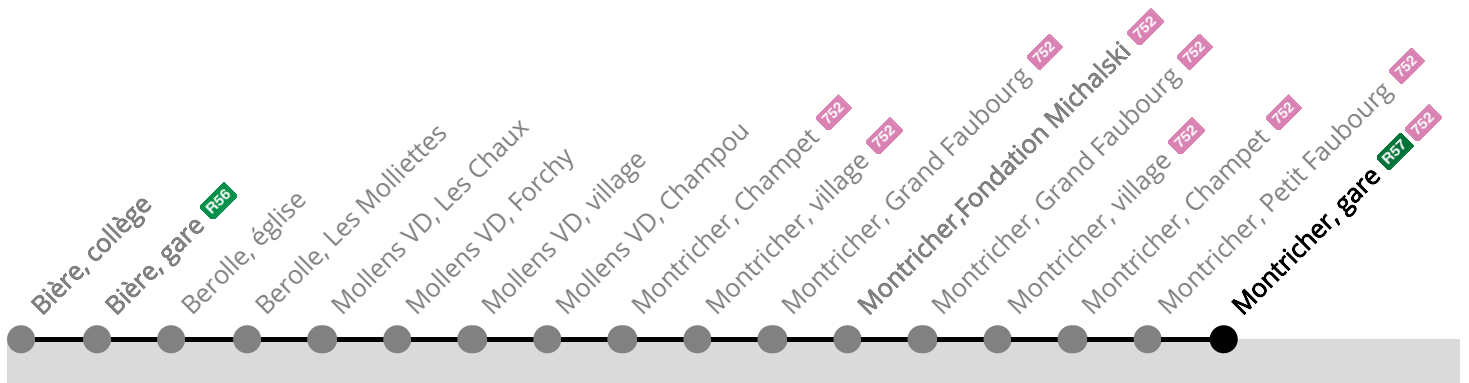 Bière, collège
Bière, gare R56
Berolle, église
Berolle, Les Molliettes
Mollens VD, Les Chaux
Mollens VD, Forchy
Mollens VD, village
Mollens VD, Champou
Montricher, Champet 752
Montricher, village 752
Montricher, Grand Faubourg 752
Montricher,Fondation Michalski 752
Montricher, Grand Faubourg 752
Montricher, village 752
Montricher, Champet 752
Montricher, Petit Faubourg 752
Montricher, gare R57 752